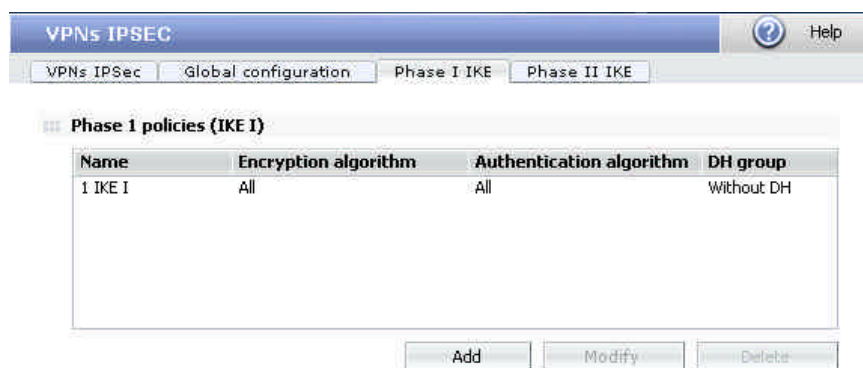 VPNs IPSEC
Help
VPNs IPSec Global configuration Phase I IKE Phase II IKE
Phase 1 policies (IKE I)
Name Encryption algorithm Authentication algorithm DH group
1 IKE I All All Without DH
Add Modify Delete